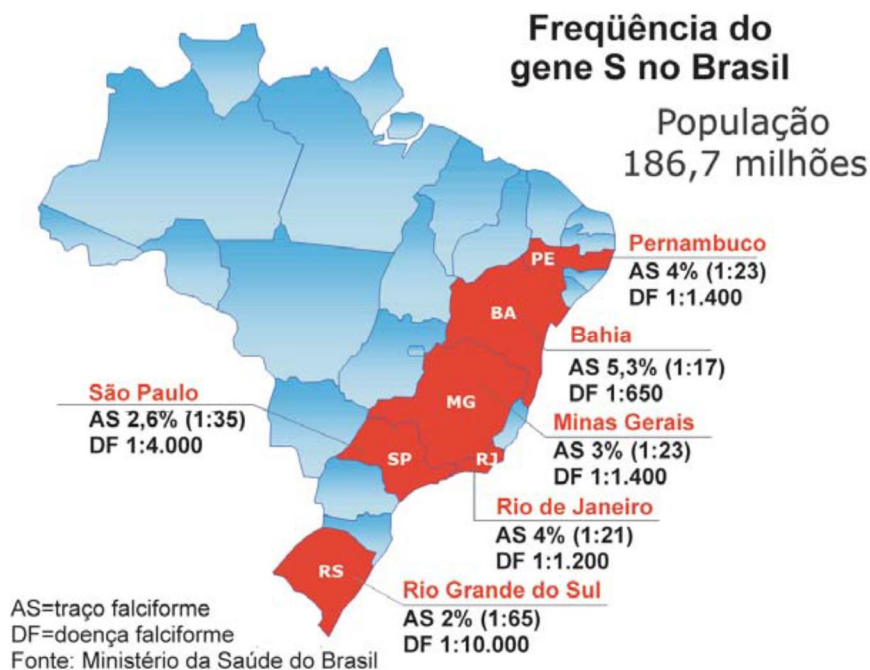 Freqüência do
gene S no Brasil
População
186,7 milhões
PE
Pernambuco
AS 4% (1:23)
DF 1:1.400
BA
Bahia
AS 5,3% (1:17)
DF 1:650
MG
Minas Gerais
AS 3% (1:23)
DF 1:1.400
São Paulo
AS 2,6% (1:35)
DF 1:4.000
SP
RJ
Rio de Janeiro
AS 4% (1:21)
DF 1:1.200
RS
Rio Grande do Sul
AS 2% (1:65)
DF 1:10.000
AS=traço falciforme
DF=doença falciforme
Fonte: Ministério da Saúde do Brasil